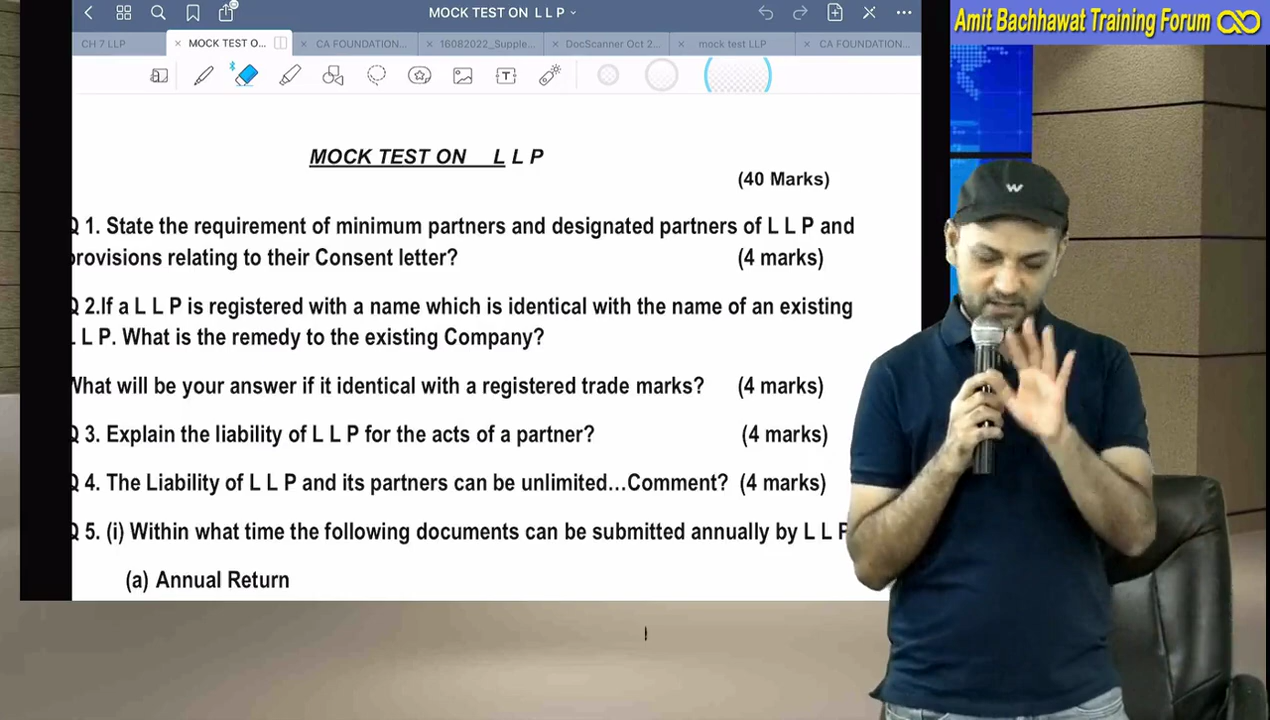 MOCK TEST ON L L P
Amit Bachhawat Training Forum
CH 7 LLP
MOCK TEST O...
CA FOUNDATION...
16082022_Supple...
DocScanner Oct 2...
mock test LLP
CA FOUNDATION...
T
MOCK TEST ON L L P
(40 Marks)
W
Q 1. State the requirement of minimum partners and designated partners of L L P and
provisions relating to their Consent letter? (4 marks)
Q 2.If a L L P is registered with a name which is identical with the name of an existing
L L P. What is the remedy to the existing Company?
What will be your answer if it identical with a registered trade marks? (4 marks)
Q 3. Explain the liability of L L P for the acts of a partner? (4 marks)
Q 4. The Liability of L L P and its partners can be unlimited...Comment? (4 marks)
Q 5. (i) Within what time the following documents can be submitted annually by L L P
(a) Annual Return